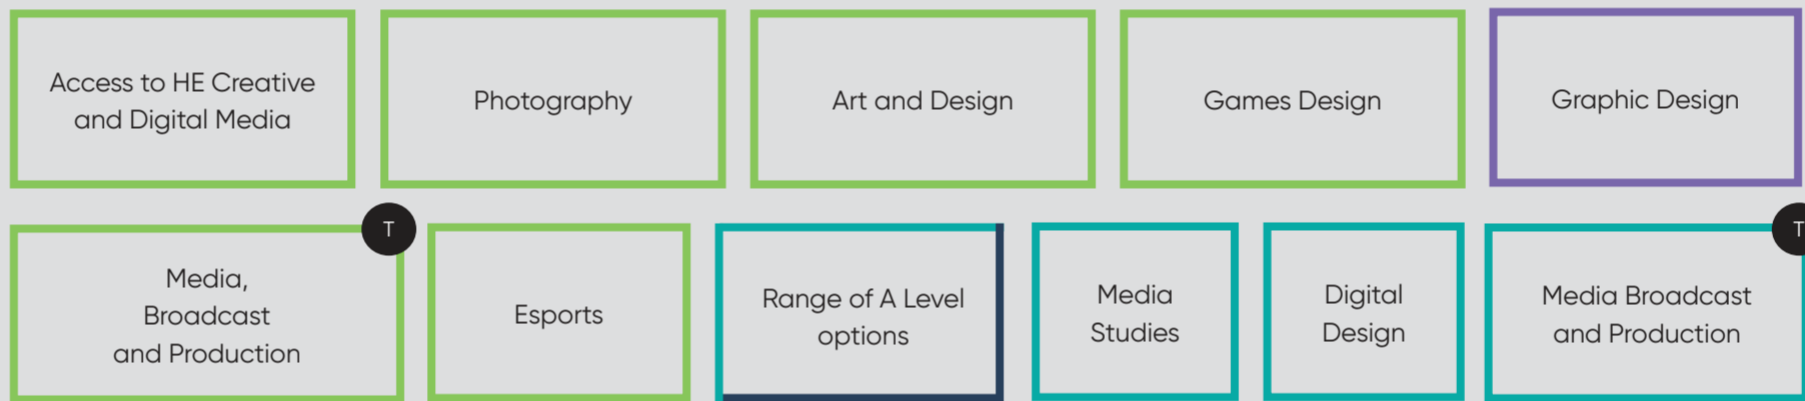 Access to HE Creative
and Digital Media
Photography
Art and Design
Games Design
Graphic Design
T
Media,
Broadcast
and Production
Esports
Range of A Level
options
Media
Studies
Digital
Design
T
Media Broadcast
and Production